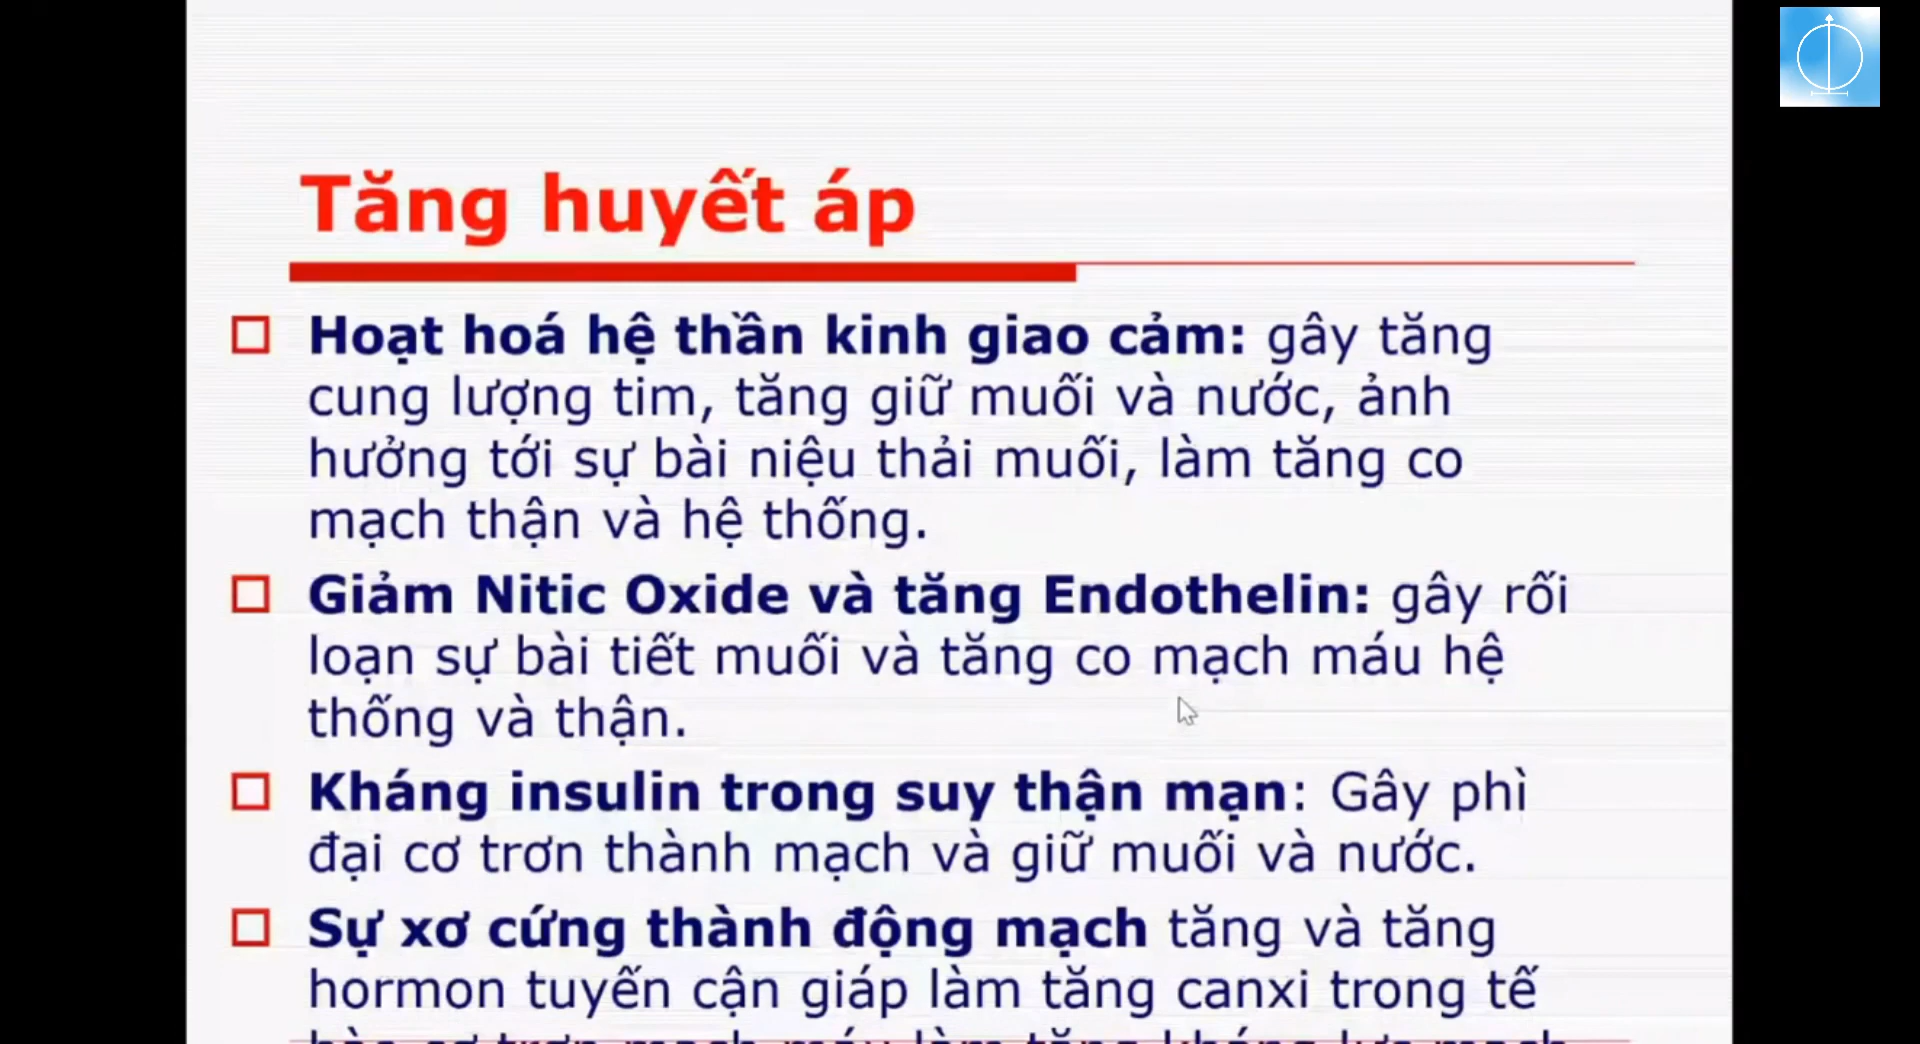 Tăng huyết áp
Hoạt hoá hệ thần kinh giao cảm: gây tăng
cung lượng tim, tăng giữ muối và nước, ảnh
hưởng tới sự bài niệu thải muối, làm tăng co
mạch thận và hệ thống.
Giảm Nitic Oxide và tăng Endothelin: gây rối
loạn sự bài tiết muối và tăng co mạch máu hệ
thống và thận.
Kháng insulin trong suy thận mạn: Gây phì
đại cơ trơn thành mạch và giữ muối và nước.
Sự xơ cứng thành động mạch tăng và tăng
hormon tuyến cận giáp làm tăng canxi trong tế